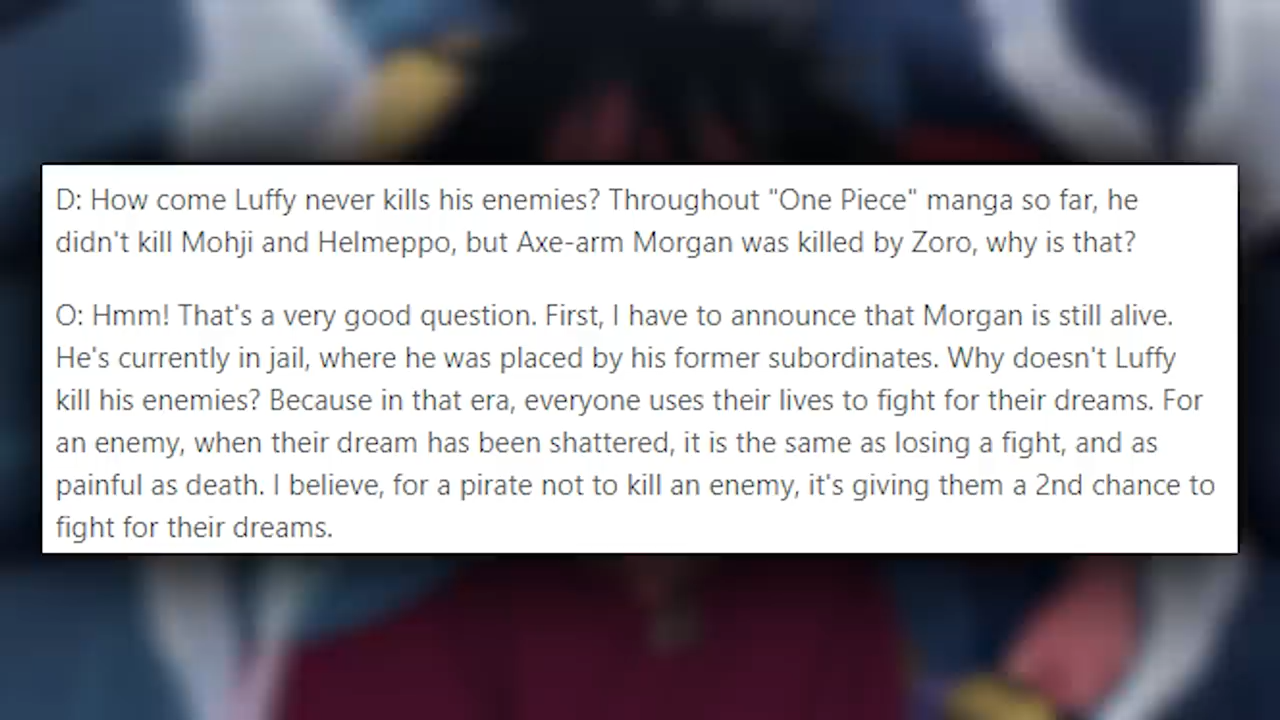 D: How come Luffy never kills his enemies? Throughout "One Piece" manga so far, he
didn't kill Mohji and Helmeppo, but Axe-arm Morgan was killed by Zoro, why is that?
O: Hmm! That's a very good question. First, I have to announce that Morgan is still alive.
He's currently in jail, where he was placed by his former subordinates. Why doesn't Luffy
kill his enemies? Because in that era, everyone uses their lives to fight for their dreams. For
an enemy, when their dream has been shattered, it is the same as losing a fight, and as
painful as death. I believe, for a pirate not to kill an enemy, it's giving them a 2nd chance to
fight for their dreams.